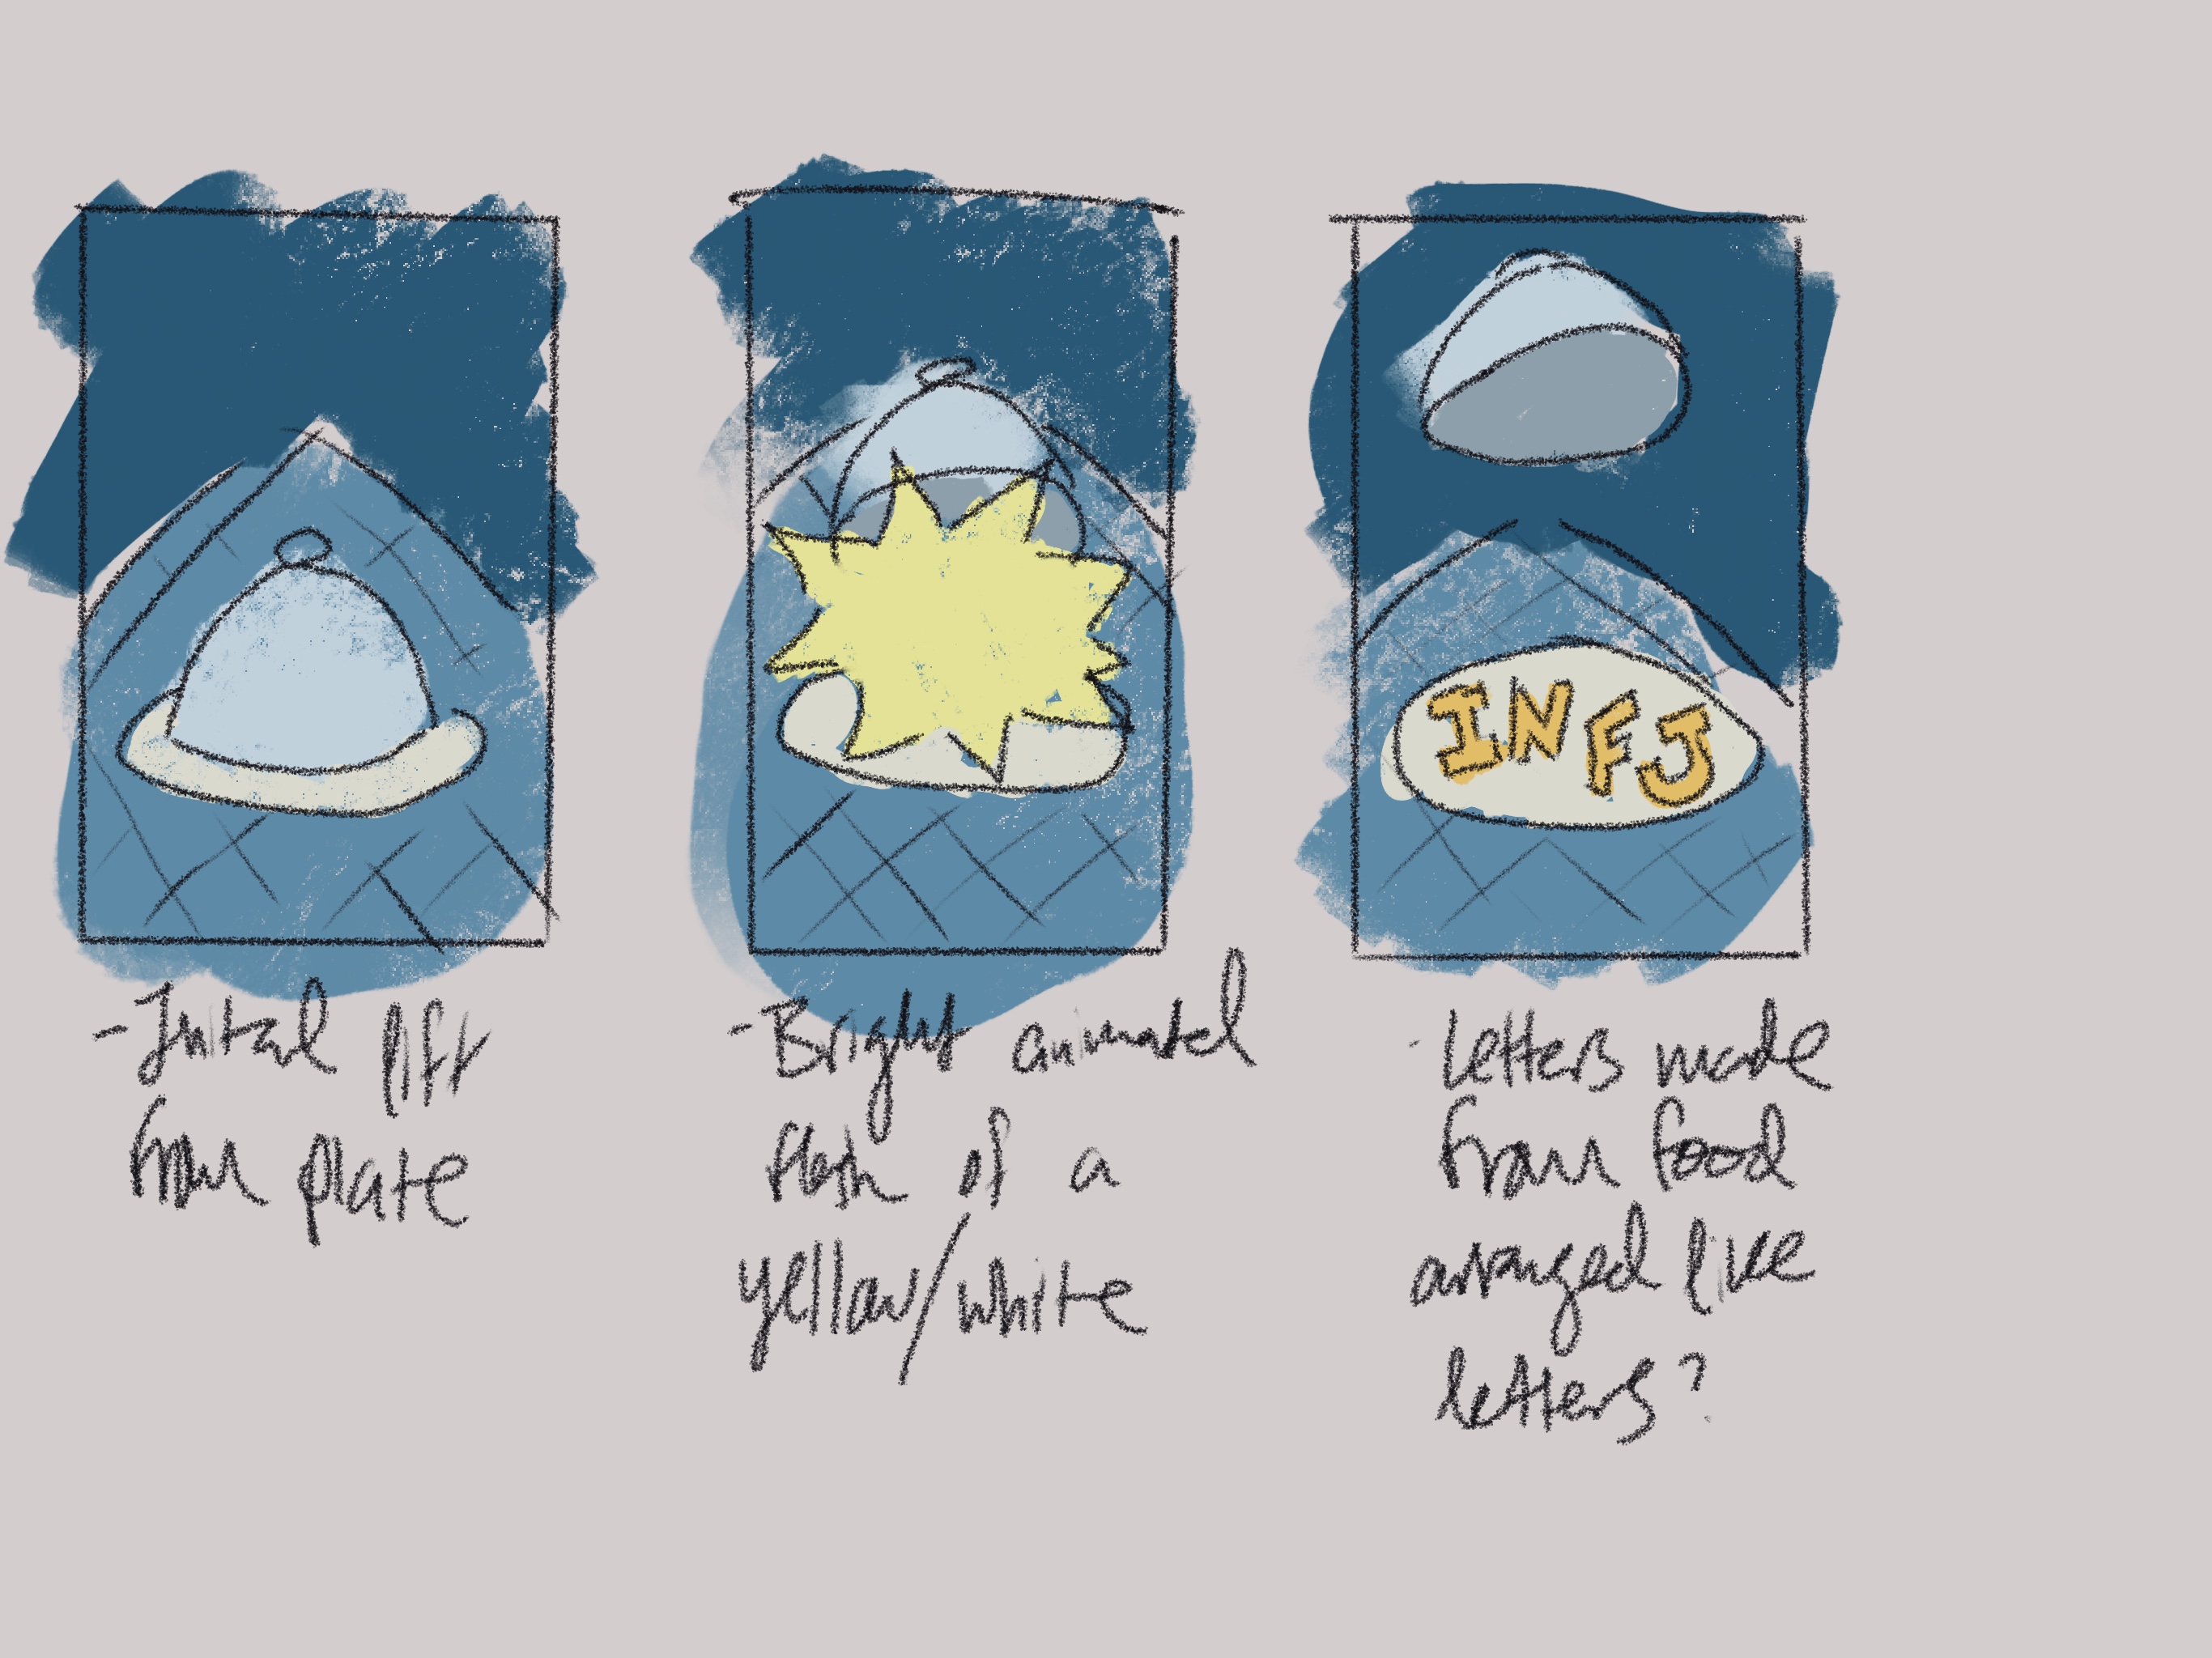 INFJ
- Initial lift
from plate
- Bright animated
flash of a
yellow/white
- Letters made
from food
arranged like
letters?